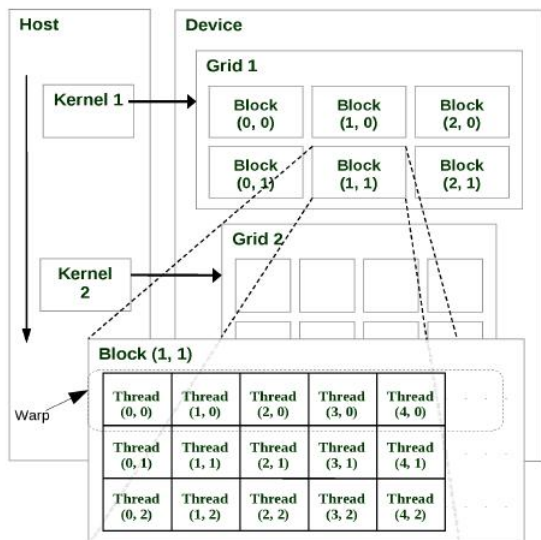 Host
Device
Grid 1
Kernel 1
Block
(0, 0)
Block
(1, 0)
Block
(2, 0)
Block
(0, 1)
Block
(1, 1)
Block
(2, 1)
Grid 2
Kernel
2
Block (1, 1)
Warp
Thread
(0, 0)
Thread
(1, 0)
Thread
(2, 0)
Thread
(3, 0)
Thread
(4, 0)
. . .
Thread
(0, 1)
Thread
(1, 1)
Thread
(2, 1)
Thread
(3, 1)
Thread
(4, 1)
. . .
Thread
(0, 2)
Thread
(1, 2)
Thread
(2, 2)
Thread
(3, 2)
Thread
(4, 2)
. . .